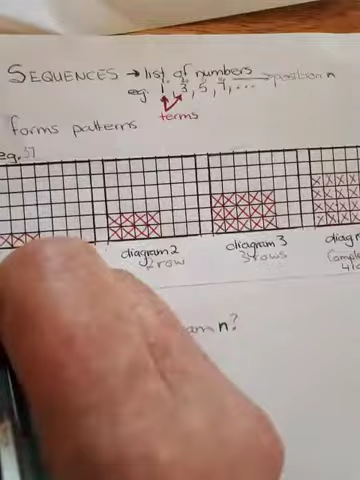 SEQUENCES → list of numbers → position n
eg. 1, 3, 5, 7, ...
terms
forms patterns
eg.
diagram 2 diagram 3
2 row 3 rows
n?